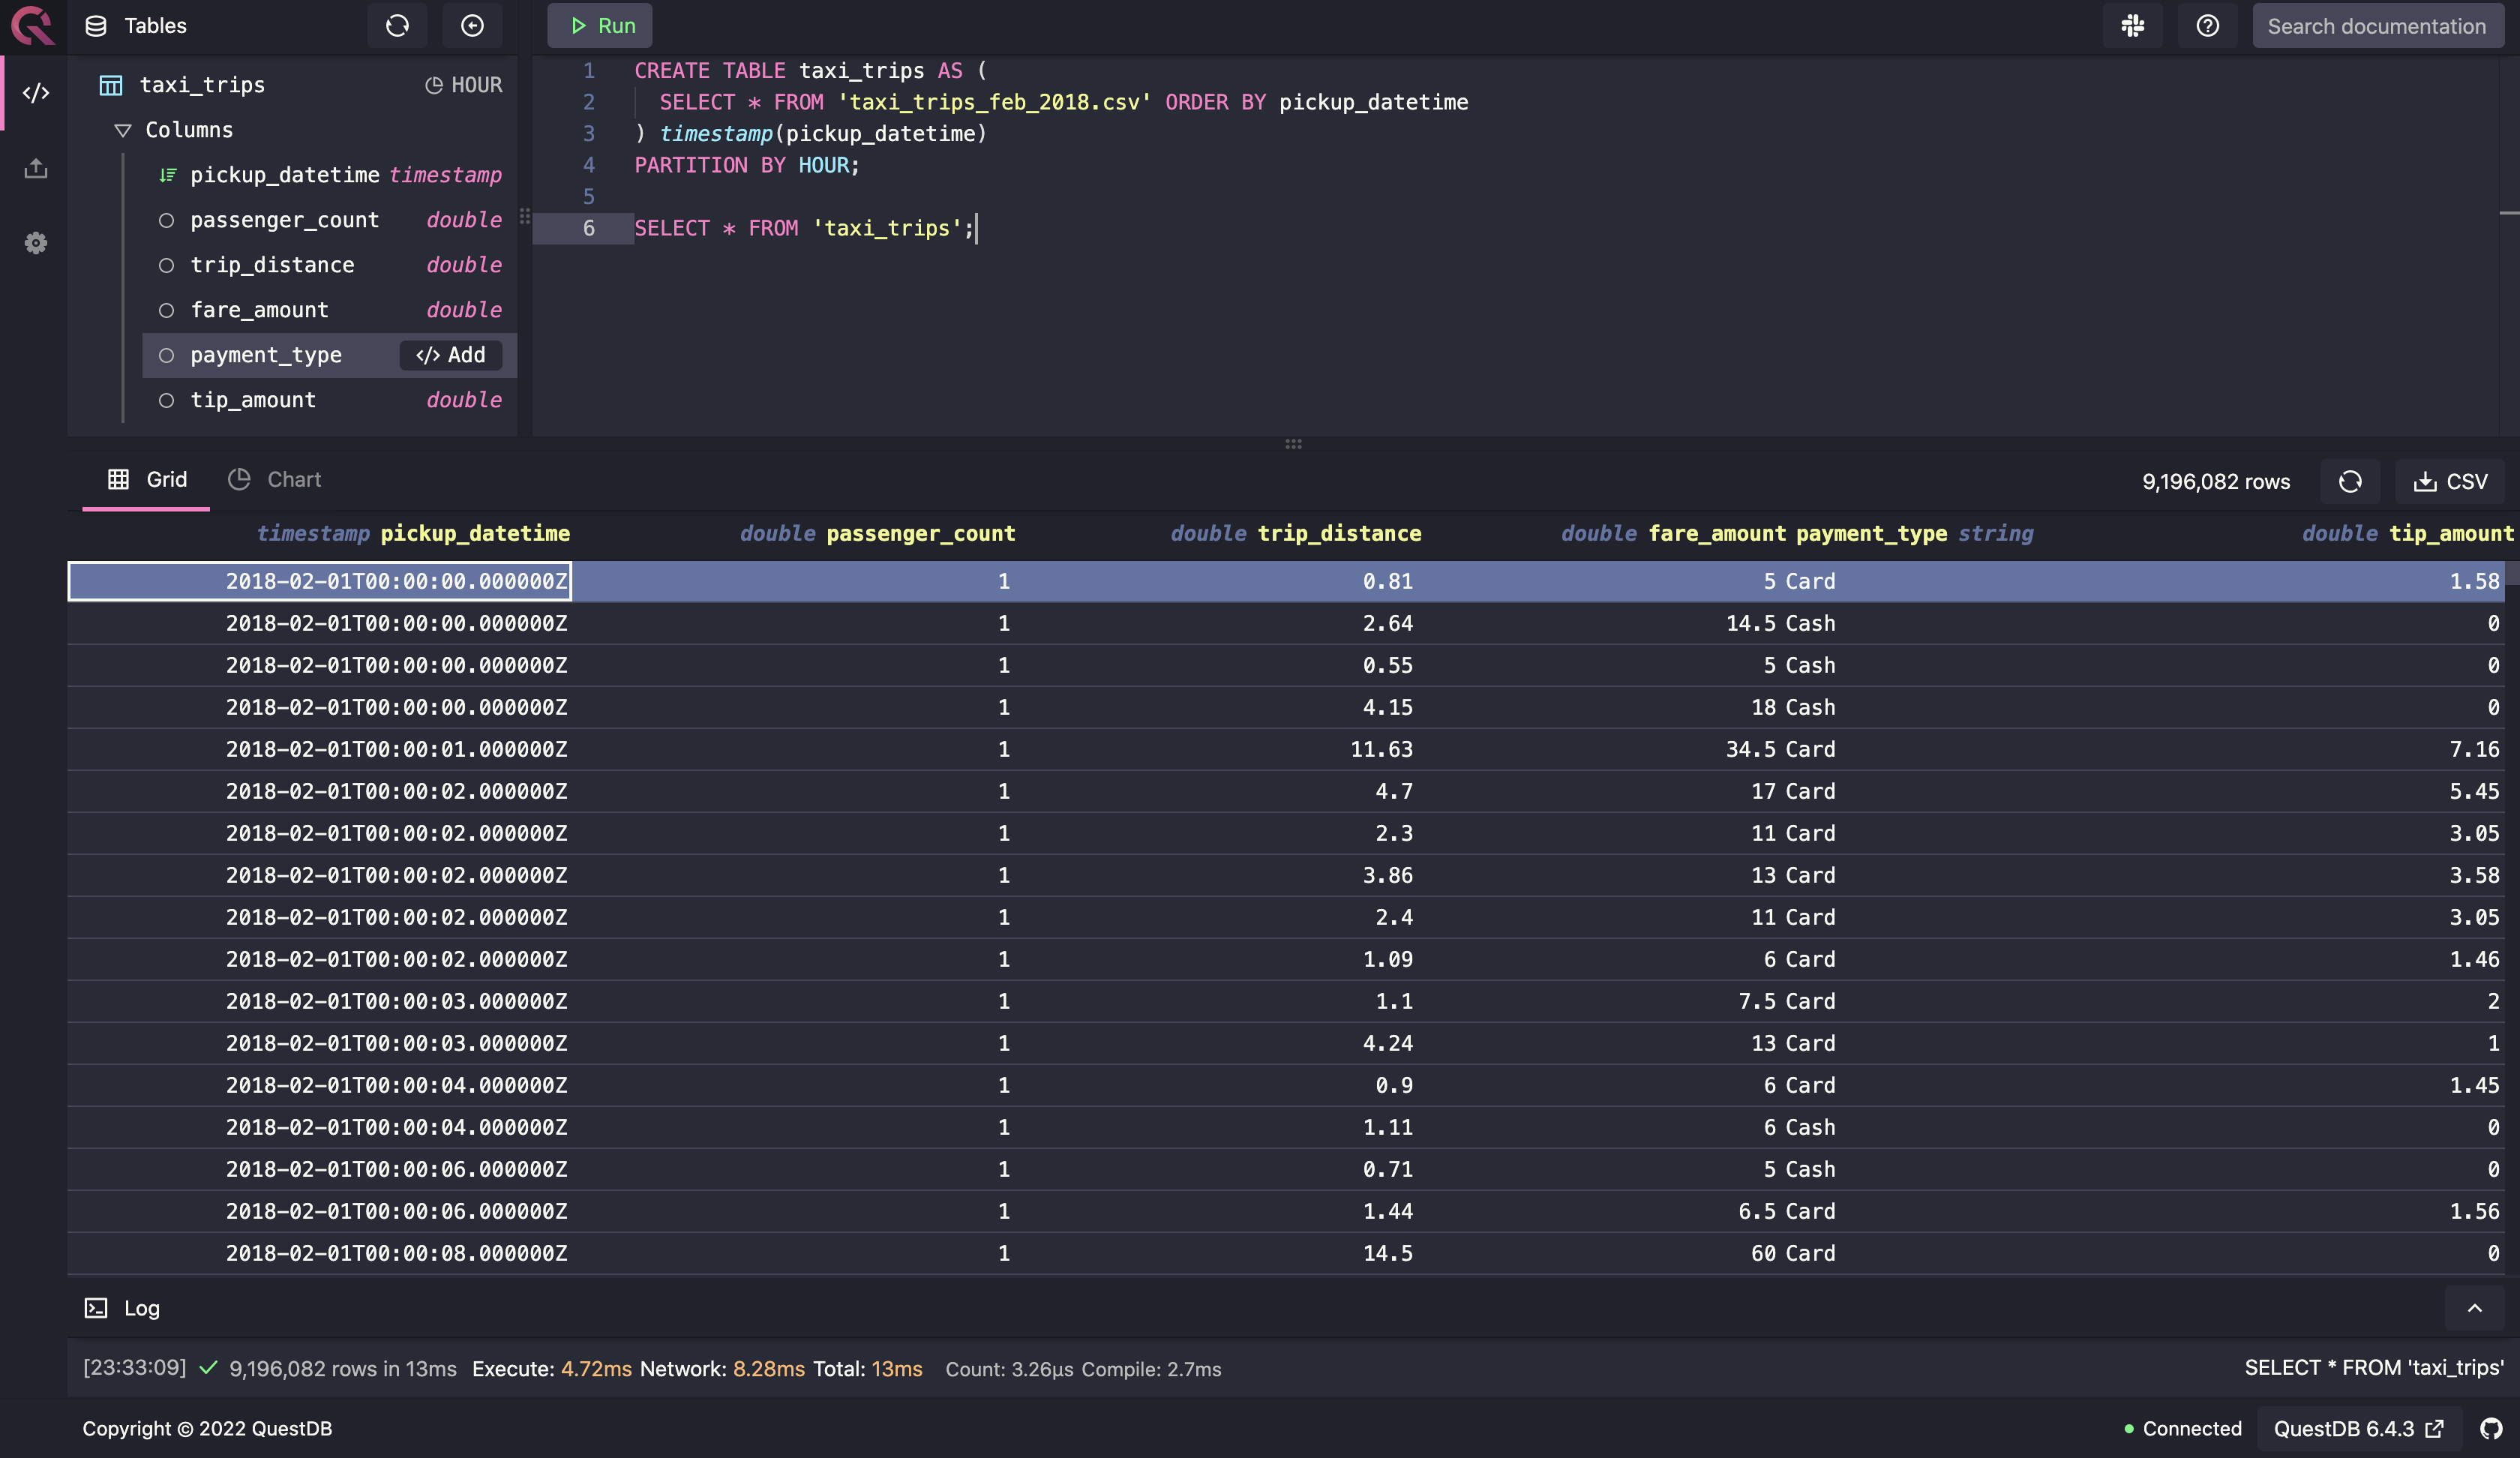 Tables
Run
Search documentation
taxi_trips HOUR
Columns
pickup_datetime timestamp
passenger_count double
trip_distance double
fare_amount double
payment_type </> Add
tip_amount double
1 CREATE TABLE taxi_trips AS (
2 SELECT * FROM 'taxi_trips_feb_2018.csv' ORDER BY pickup_datetime
3 ) timestamp(pickup_datetime)
4 PARTITION BY HOUR;
5
6 SELECT * FROM 'taxi_trips';
Grid Chart 9,196,082 rows CSV
timestamp pickup_datetime double passenger_count double trip_distance double fare_amount payment_type string double tip_amount
2018-02-01T00:00:00.000000Z 1 0.81 5 Card 1.58
2018-02-01T00:00:00.000000Z 1 2.64 14.5 Cash 0
2018-02-01T00:00:00.000000Z 1 0.55 5 Cash 0
2018-02-01T00:00:00.000000Z 1 4.15 18 Cash 0
2018-02-01T00:00:01.000000Z 1 11.63 34.5 Card 7.16
2018-02-01T00:00:02.000000Z 1 4.7 17 Card 5.45
2018-02-01T00:00:02.000000Z 1 2.3 11 Card 3.05
2018-02-01T00:00:02.000000Z 1 3.86 13 Card 3.58
2018-02-01T00:00:02.000000Z 1 2.4 11 Card 3.05
2018-02-01T00:00:02.000000Z 1 1.09 6 Card 1.46
2018-02-01T00:00:03.000000Z 1 1.1 7.5 Card 2
2018-02-01T00:00:03.000000Z 1 4.24 13 Card 1
2018-02-01T00:00:04.000000Z 1 0.9 6 Card 1.45
2018-02-01T00:00:04.000000Z 1 1.11 6 Cash 0
2018-02-01T00:00:06.000000Z 1 0.71 5 Cash 0
2018-02-01T00:00:06.000000Z 1 1.44 6.5 Card 1.56
2018-02-01T00:00:08.000000Z 1 14.5 60 Card 0
Log
[23:33:09] 9,196,082 rows in 13ms Execute: 4.72ms Network: 8.28ms Total: 13ms Count: 3.26μs Compile: 2.7ms SELECT * FROM 'taxi_trips'
Copyright © 2022 QuestDB Connected QuestDB 6.4.3